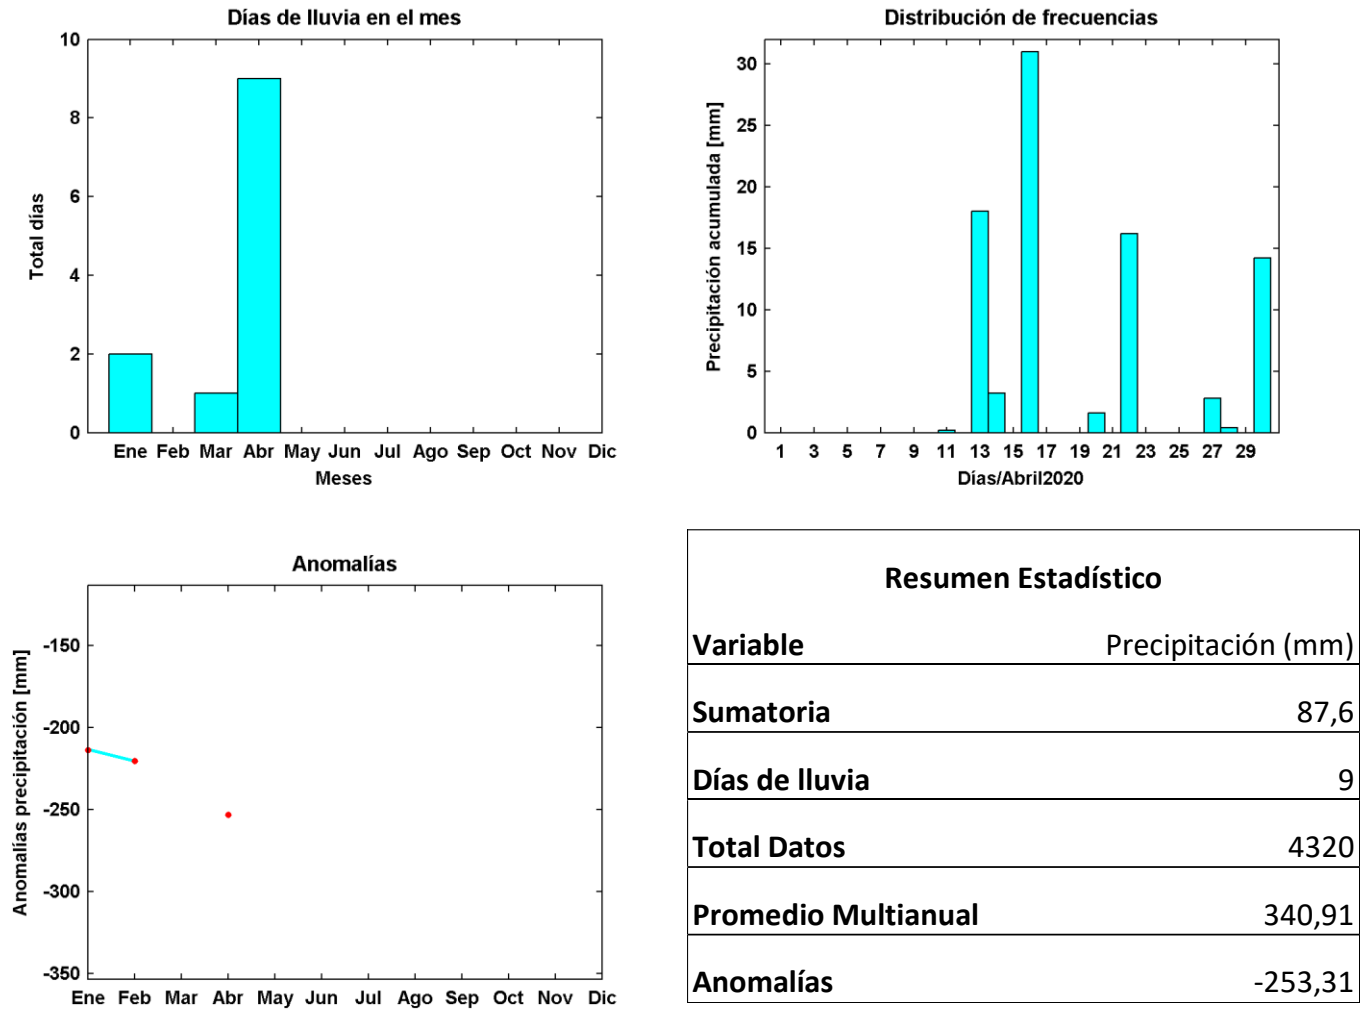 Días de lluvia en el mes
10
8
6
4
2
0
Total días
Ene Feb Mar Abr May Jun Jul Ago Sep Oct Nov Dic
Meses
Distribución de frecuencias
30
25
20
15
10
5
0
Precipitación acumulada [mm]
1 3 5 7 9 11 13 15 17 19 21 23 25 27 29
Días/Abril2020
Anomalías
-150
-200
-250
-300
-350
Anomalías precipitación [mm]
Ene Feb Mar Abr May Jun Jul Ago Sep Oct Nov Dic
Resumen Estadístico
Variable Precipitación (mm)
Sumatoria 87,6
Días de lluvia 9
Total Datos 4320
Promedio Multianual 340,91
Anomalías -253,31